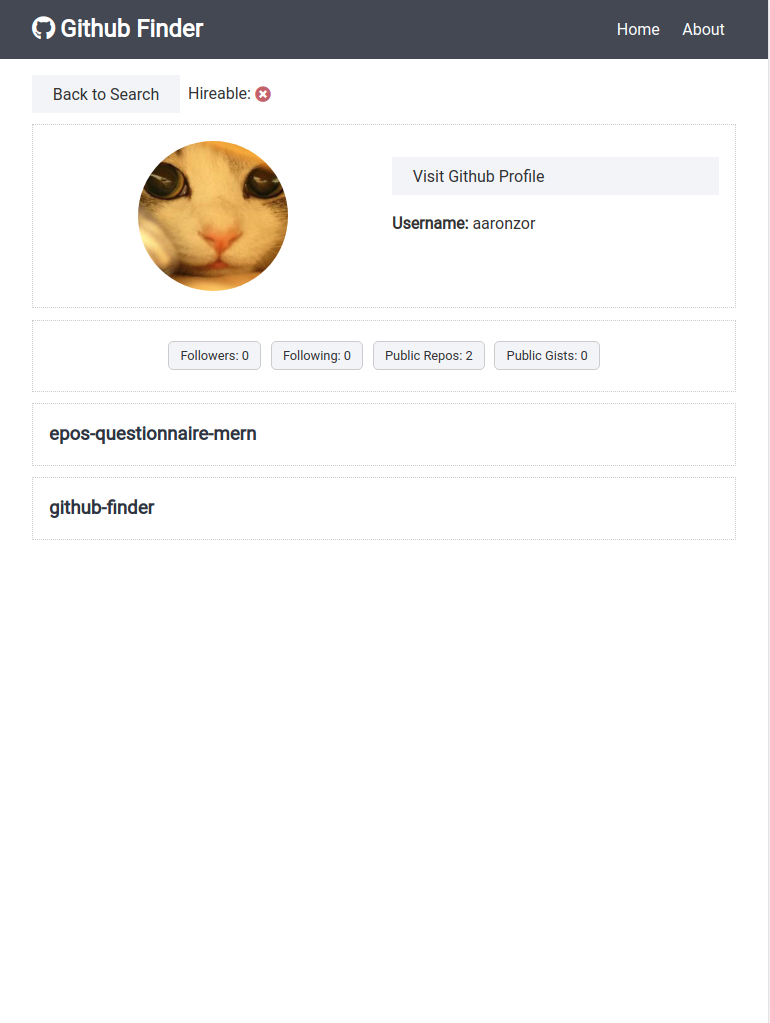 Github Finder
Home About
Back to Search Hireable:
Visit Github Profile
Username: aaronzor
Followers: 0 Following: 0 Public Repos: 2 Public Gists: 0
epos-questionnaire-mern
github-finder